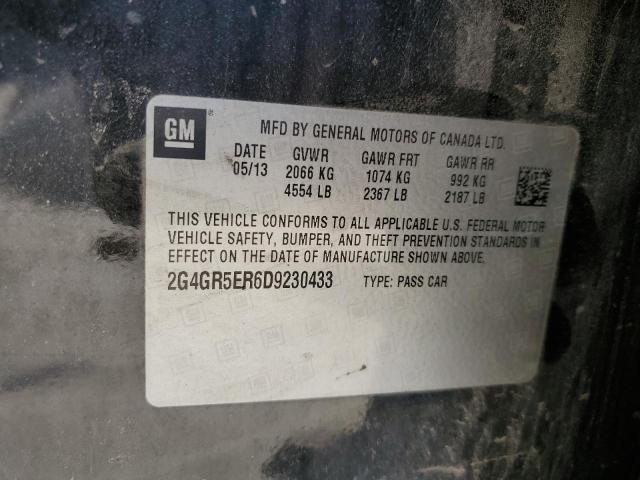 GM ®
MFD BY GENERAL MOTORS OF CANADA LTD.
DATE GVWR GAWR FRT GAWR RR
05/13 2066 KG 1074 KG 992 KG
4554 LB 2367 LB 2187 LB
THIS VEHICLE CONFORMS TO ALL APPLICABLE U.S. FEDERAL MOTOR
VEHICLE SAFETY, BUMPER, AND THEFT PREVENTION STANDARDS IN
EFFECT ON THE DATE OF MANUFACTURE SHOWN ABOVE.
2G4GR5ER6D9230433 TYPE: PASS CAR